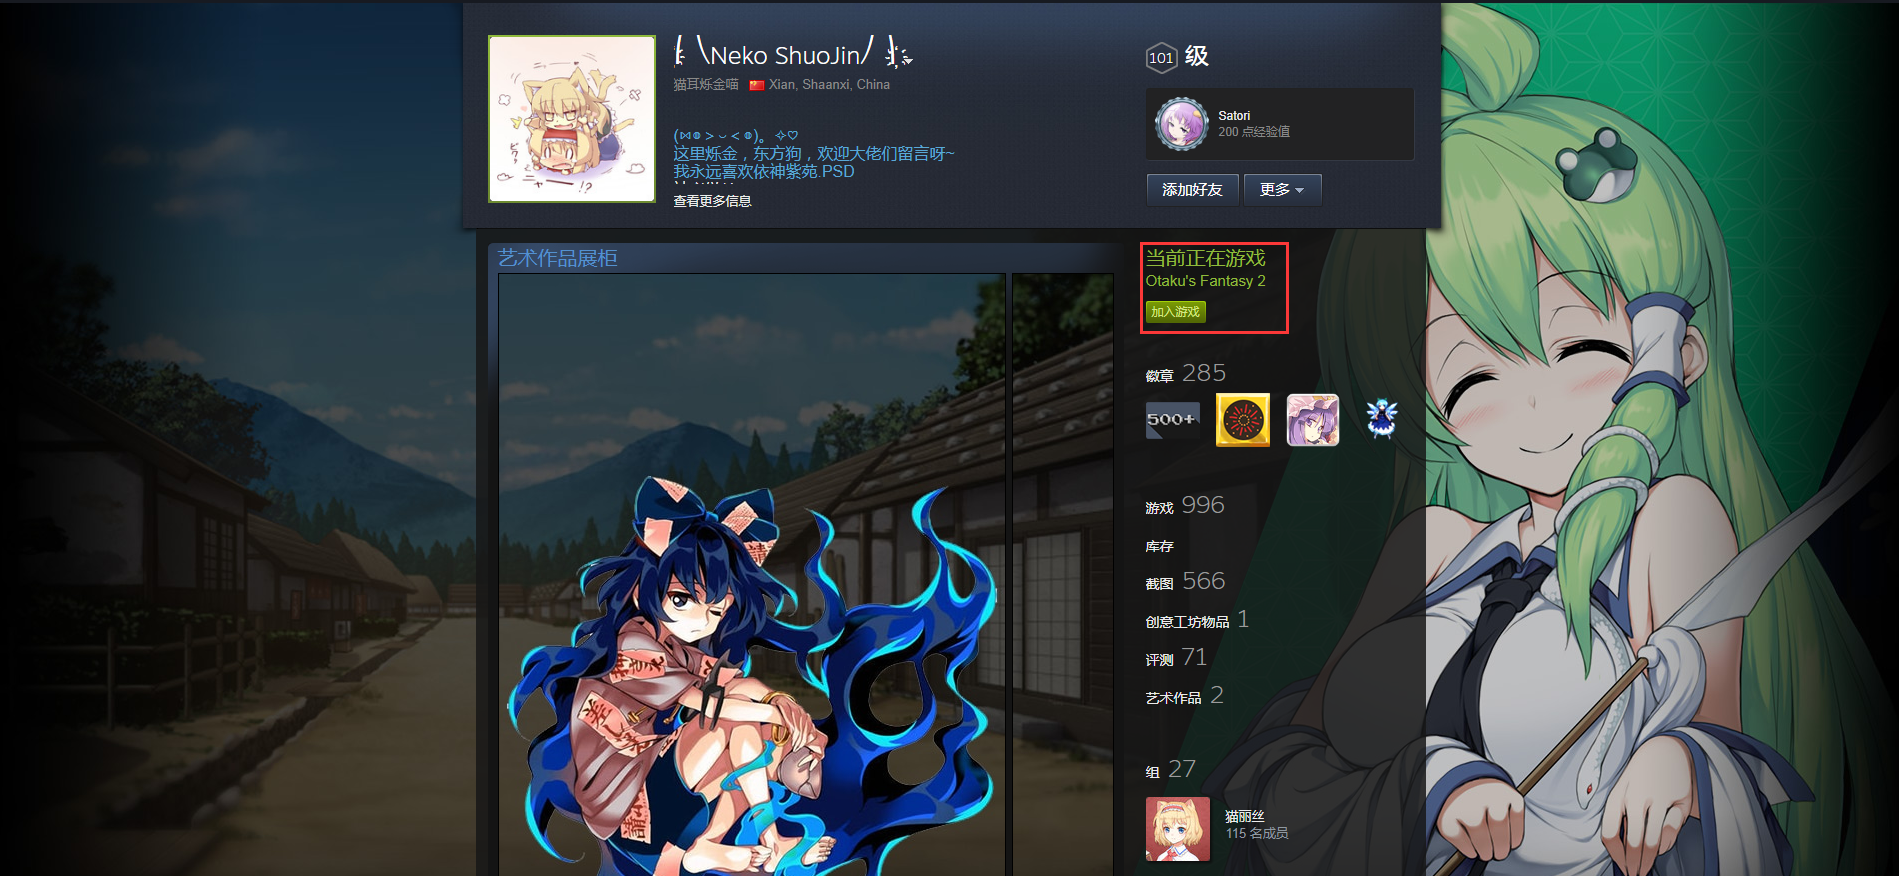 Neko ShuoJin
猫耳烁金喵 Xian, Shaanxi, China
这里烁金，东方狗，欢迎大佬们留言呀~
我永远喜欢依神紫苑.PSD
查看更多信息
101 级
Satori
200 点经验值
添加好友 更多
艺术作品展柜
当前正在游戏
Otaku's Fantasy 2
加入游戏
徽章 285
500+
游戏 996
库存
截图 566
创意工坊物品 1
评测 71
艺术作品 2
组 27
猫丽丝
115 名成员